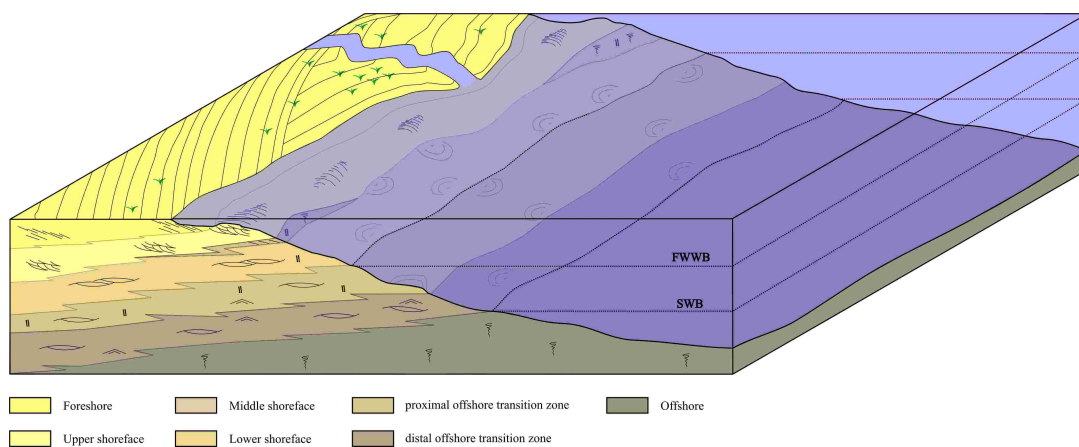 FWWB
SWB
Foreshore
Middle shoreface
proximal offshore transition zone
Offshore
Upper shoreface
Lower shoreface
distal offshore transition zone